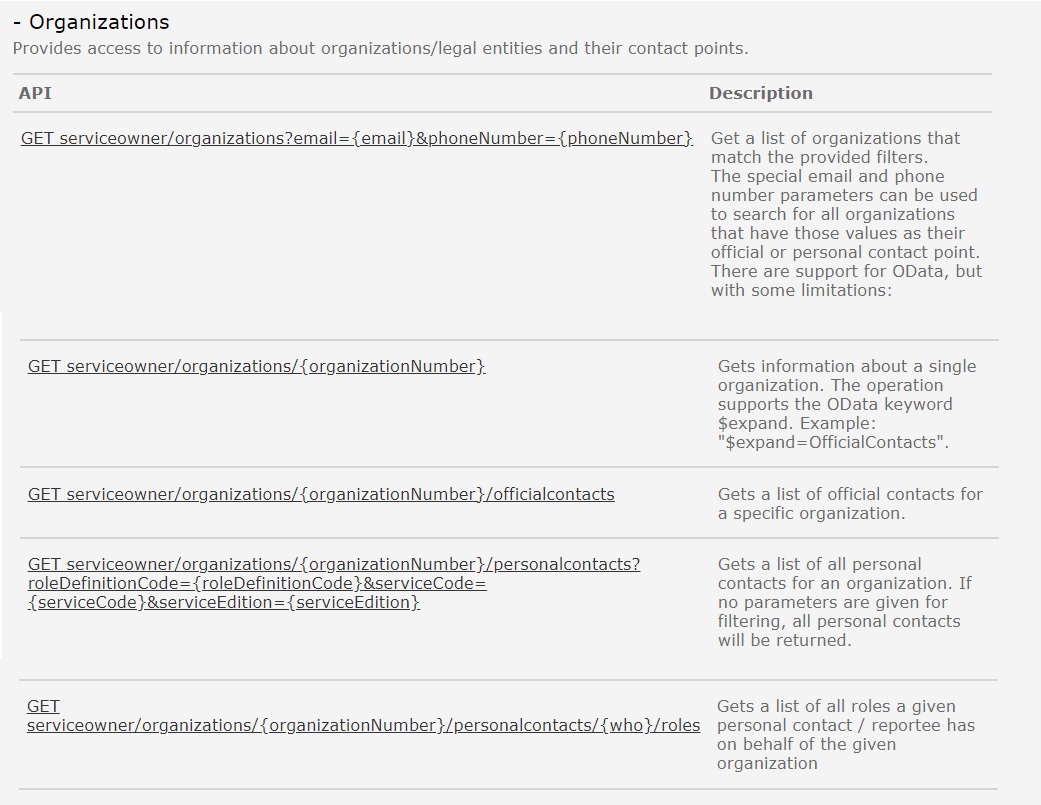 - Organizations
Provides access to information about organizations/legal entities and their contact points.
API
Description
GET serviceowner/organizations?email={email}&phoneNumber={phoneNumber}
Get a list of organizations that
match the provided filters.
The special email and phone
number parameters can be used
to search for all organizations
that have those values as their
official or personal contact point.
There are support for OData, but
with some limitations:
GET serviceowner/organizations/{organizationNumber}
Gets information about a single
organization. The operation
supports the OData keyword
$expand. Example:
"$expand=OfficialContacts".
GET serviceowner/organizations/{organizationNumber}/officialcontacts
Gets a list of official contacts for
a specific organization.
GET serviceowner/organizations/{organizationNumber}/personalcontacts?
roleDefinitionCode={roleDefinitionCode}&serviceCode=
{serviceCode}&serviceEdition={serviceEdition}
Gets a list of all personal
contacts for an organization. If
no parameters are given for
filtering, all personal contacts
will be returned.
GET
serviceowner/organizations/{organizationNumber}/personalcontacts/{who}/roles
Gets a list of all roles a given
personal contact / reportee has
on behalf of the given
organization